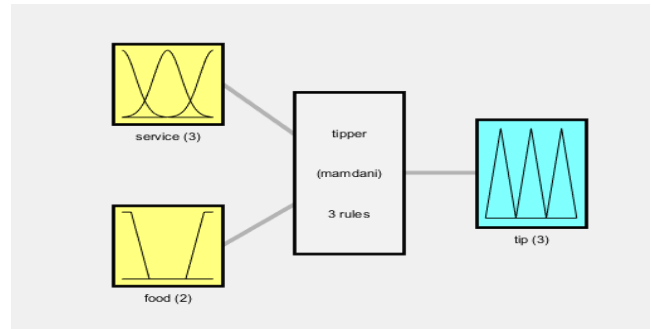 service (3)
food (2)
tipper
(mamdani)
3 rules
tip (3)